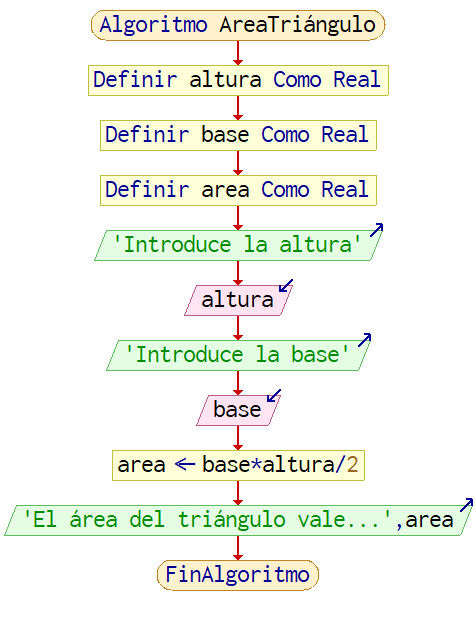 Algoritmo AreaTriángulo
Definir altura Como Real
Definir base Como Real
Definir area Como Real
'Introduce la altura'
altura
'Introduce la base'
base
area ← base*altura/2
'El área del triángulo vale...',area
FinAlgoritmo